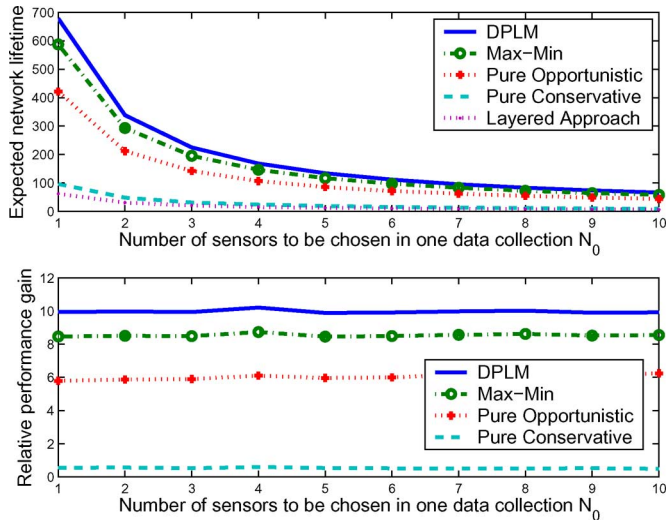 700
600
500
400
300
200
100
0
Expected network lifetime
DPLM
Max-Min
Pure Opportunistic
Pure Conservative
Layered Approach
1 2 3 4 5 6 7 8 9 10
Number of sensors to be chosen in one data collection N0
12
10
8
6
4
2
0
Relative performance gain
DPLM
Max-Min
Pure Opportunistic
Pure Conservative
1 2 3 4 5 6 7 8 9 10
Number of sensors to be chosen in one data collection N0